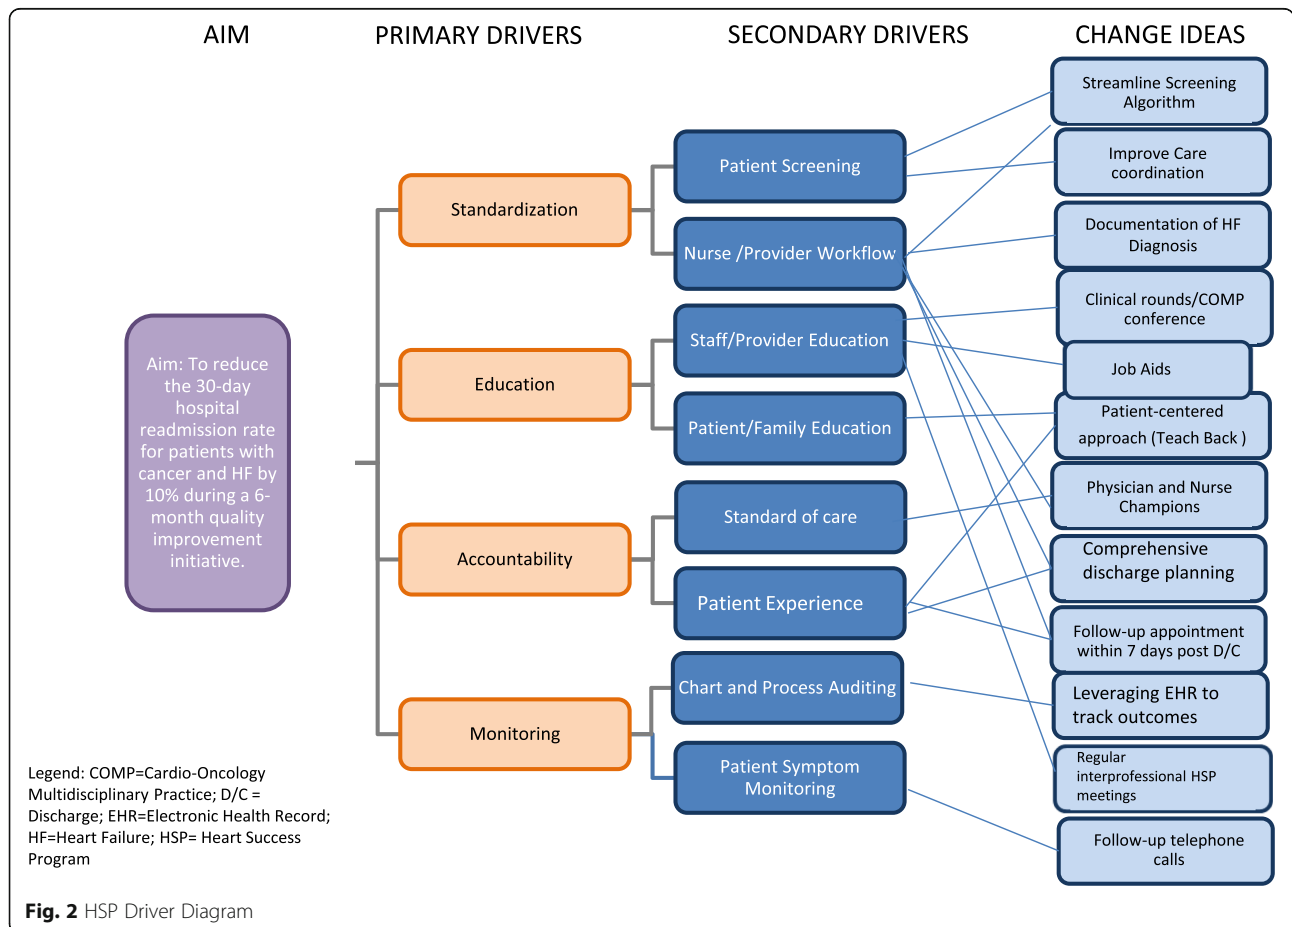 AIM
PRIMARY DRIVERS
SECONDARY DRIVERS
CHANGE IDEAS
Aim: To reduce
the 30-day
hospital
readmission rate
for patients with
cancer and HF by
10% during a 6-
month quality
improvement
initiative.
Standardization
Education
Accountability
Monitoring
Patient Screening
Nurse /Provider Workflow
Staff/Provider Education
Patient/Family Education
Standard of care
Patient Experience
Chart and Process Auditing
Patient Symptom
Monitoring
Streamline Screening
Algorithm
Improve Care
coordination
Documentation of HF
Diagnosis
Clinical rounds/COMP
conference
Job Aids
Patient-centered
approach (Teach Back )
Physician and Nurse
Champions
Comprehensive
discharge planning
Follow-up appointment
within 7 days post D/C
Leveraging EHR to
track outcomes
Regular
interprofessional HSP
meetings
Follow-up telephone
calls
Legend: COMP=Cardio-Oncology
Multidisciplinary Practice; D/C =
Discharge; EHR=Electronic Health Record;
HF=Heart Failure; HSP= Heart Success
Program
Fig. 2 HSP Driver Diagram